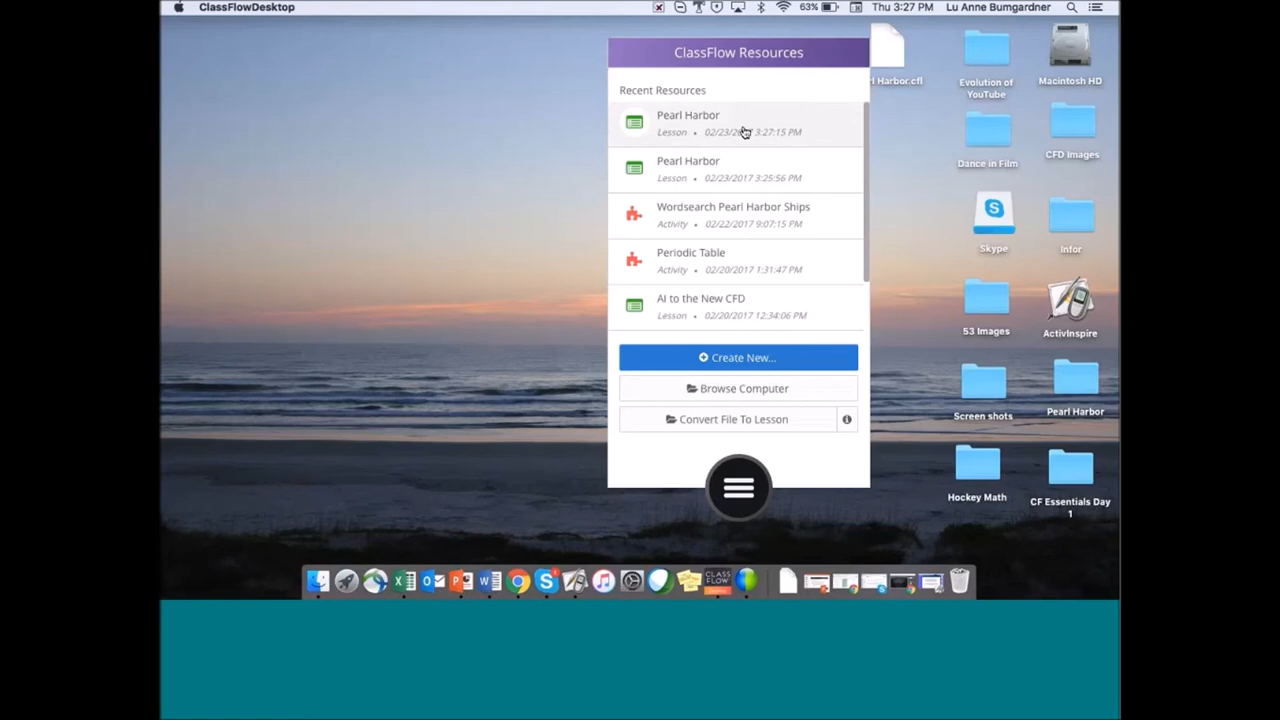 ClassFlowDesktop
63%
Thu 3:27 PM
Lu Anne Bumgardner
ClassFlow Resources
Recent Resources
Pearl Harbor
Lesson • 02/23/20 3:27:15 PM
Pearl Harbor
Lesson • 02/23/2017 3:25:56 PM
Wordsearch Pearl Harbor Ships
Activity • 02/22/2017 9:07:15 PM
Periodic Table
Activity • 02/20/2017 1:31:47 PM
AI to the New CFD
Lesson • 02/20/2017 12:34:06 PM
Create New...
Browse Computer
Convert File To Lesson
l Harbor.cfl
Evolution of
YouTube
Macintosh HD
Dance in Film
CFD Images
Skype
Infor
53 Images
ActivInspire
Screen shots
Pearl Harbor
Hockey Math
CF Essentials Day
1
CLASS
FLOW